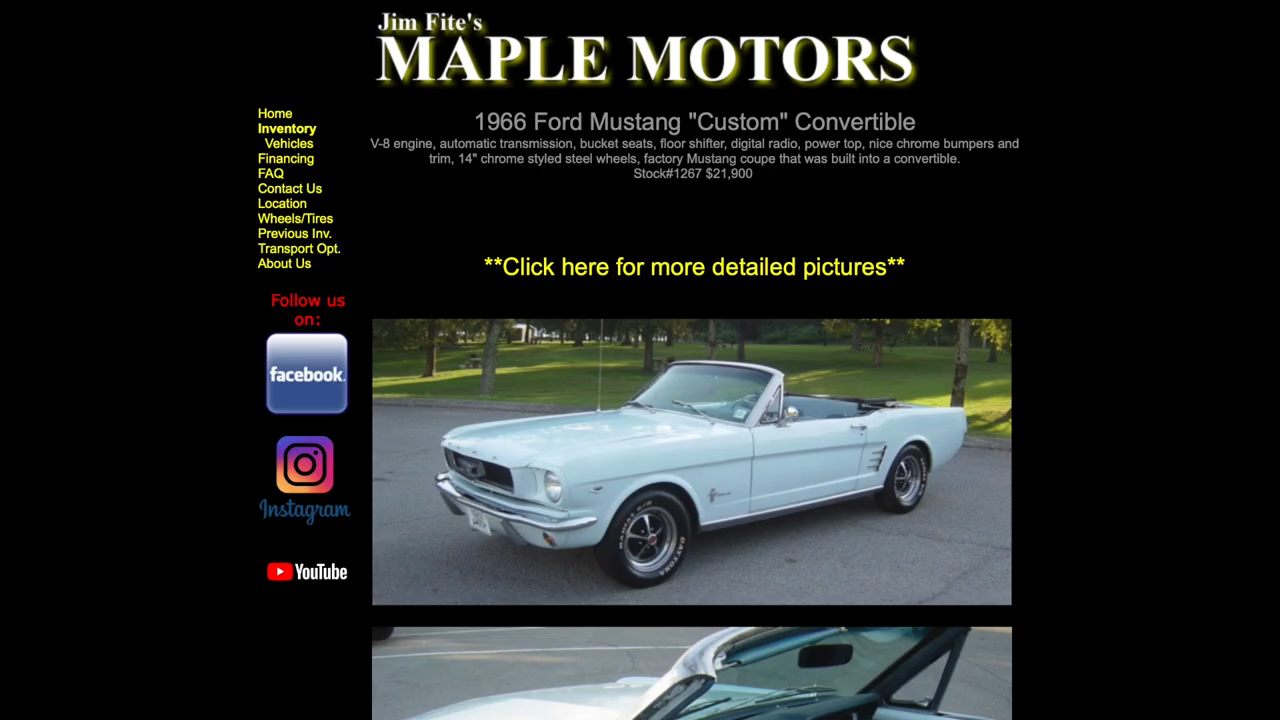 Jim Fite's
MAPLE MOTORS
Home
Inventory
Vehicles
Financing
FAQ
Contact Us
Location
Wheels/Tires
Previous Inv.
Transport Opt.
About Us
Follow us
on:
facebook.
Instagram
YouTube
1966 Ford Mustang "Custom" Convertible
V-8 engine, automatic transmission, bucket seats, floor shifter, digital radio, power top, nice chrome bumpers and
trim, 14" chrome styled steel wheels, factory Mustang coupe that was built into a convertible.
Stock#1267 $21,900
**Click here for more detailed pictures**
RADIAL
DAYTONA